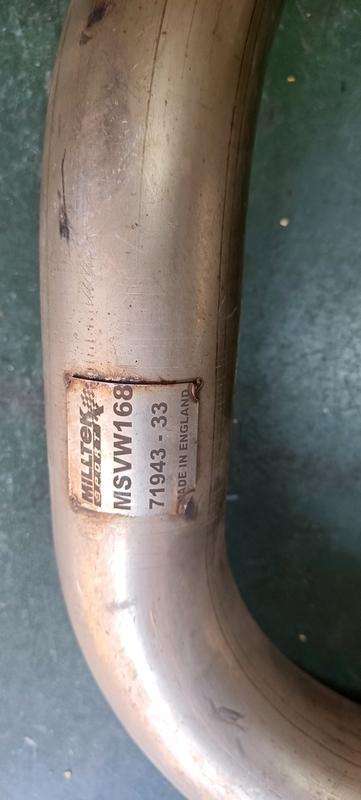 MILLTEK
SPORT
MSVW168
71943 - 33
MADE IN ENGLAND